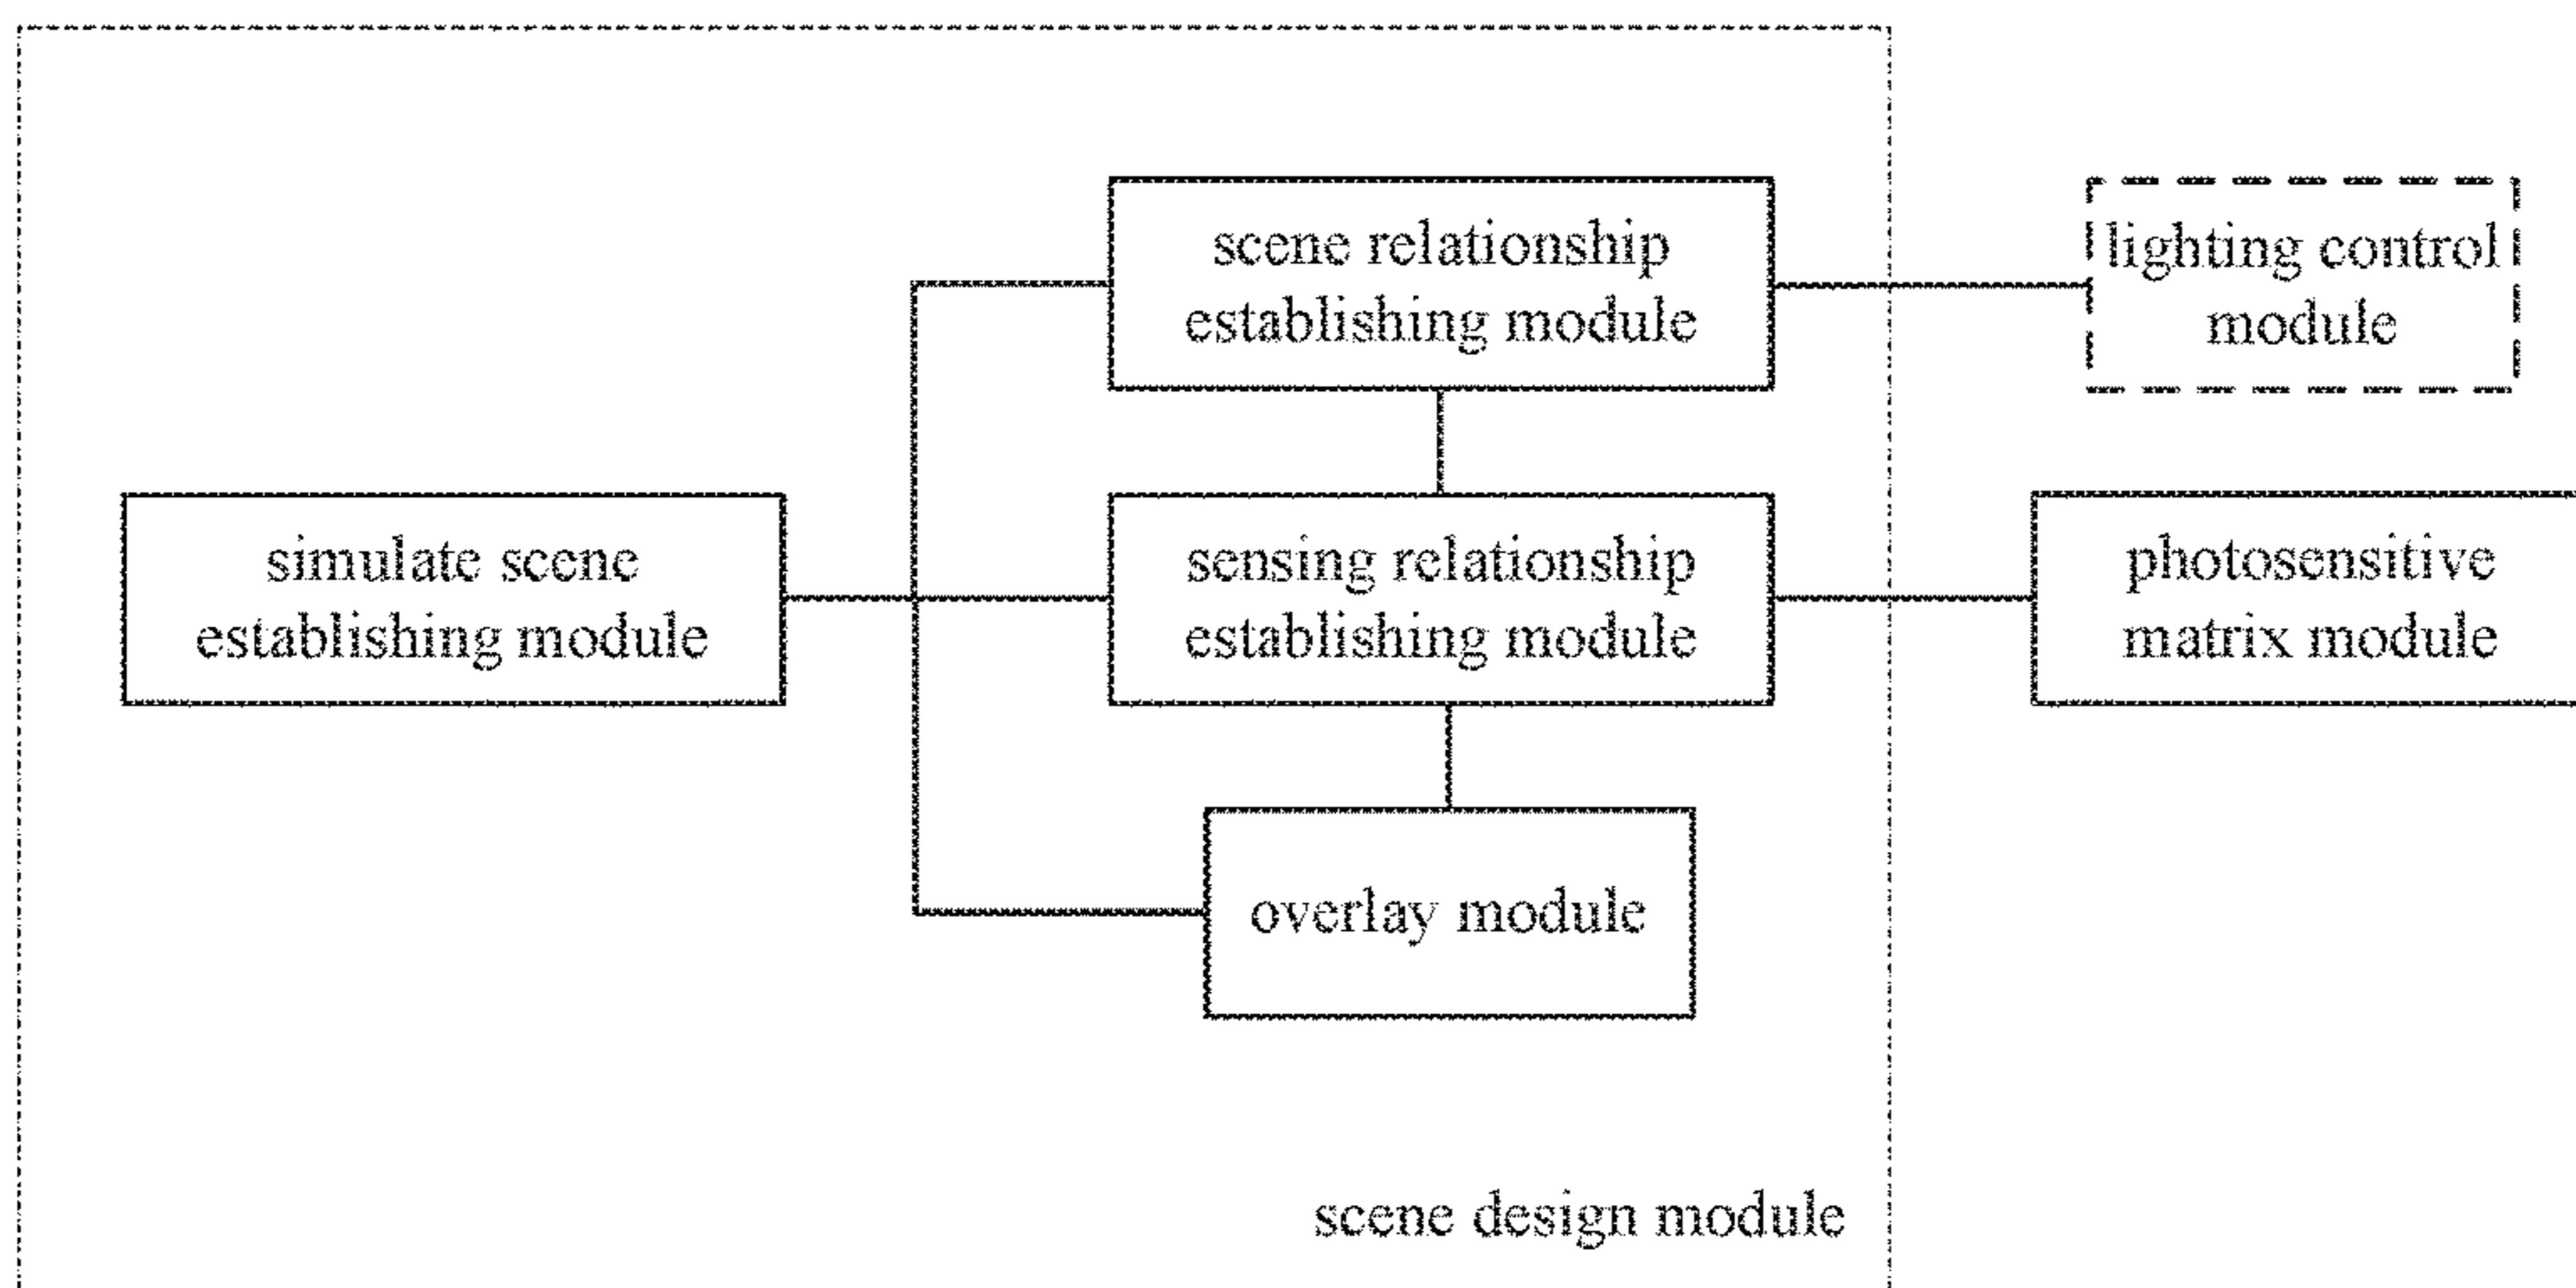 scene relationship
establishing module
lighting control
module
simulate scene
establishing module
sensing relationship
establishing module
photosensitive
matrix module
overlay module
scene design module